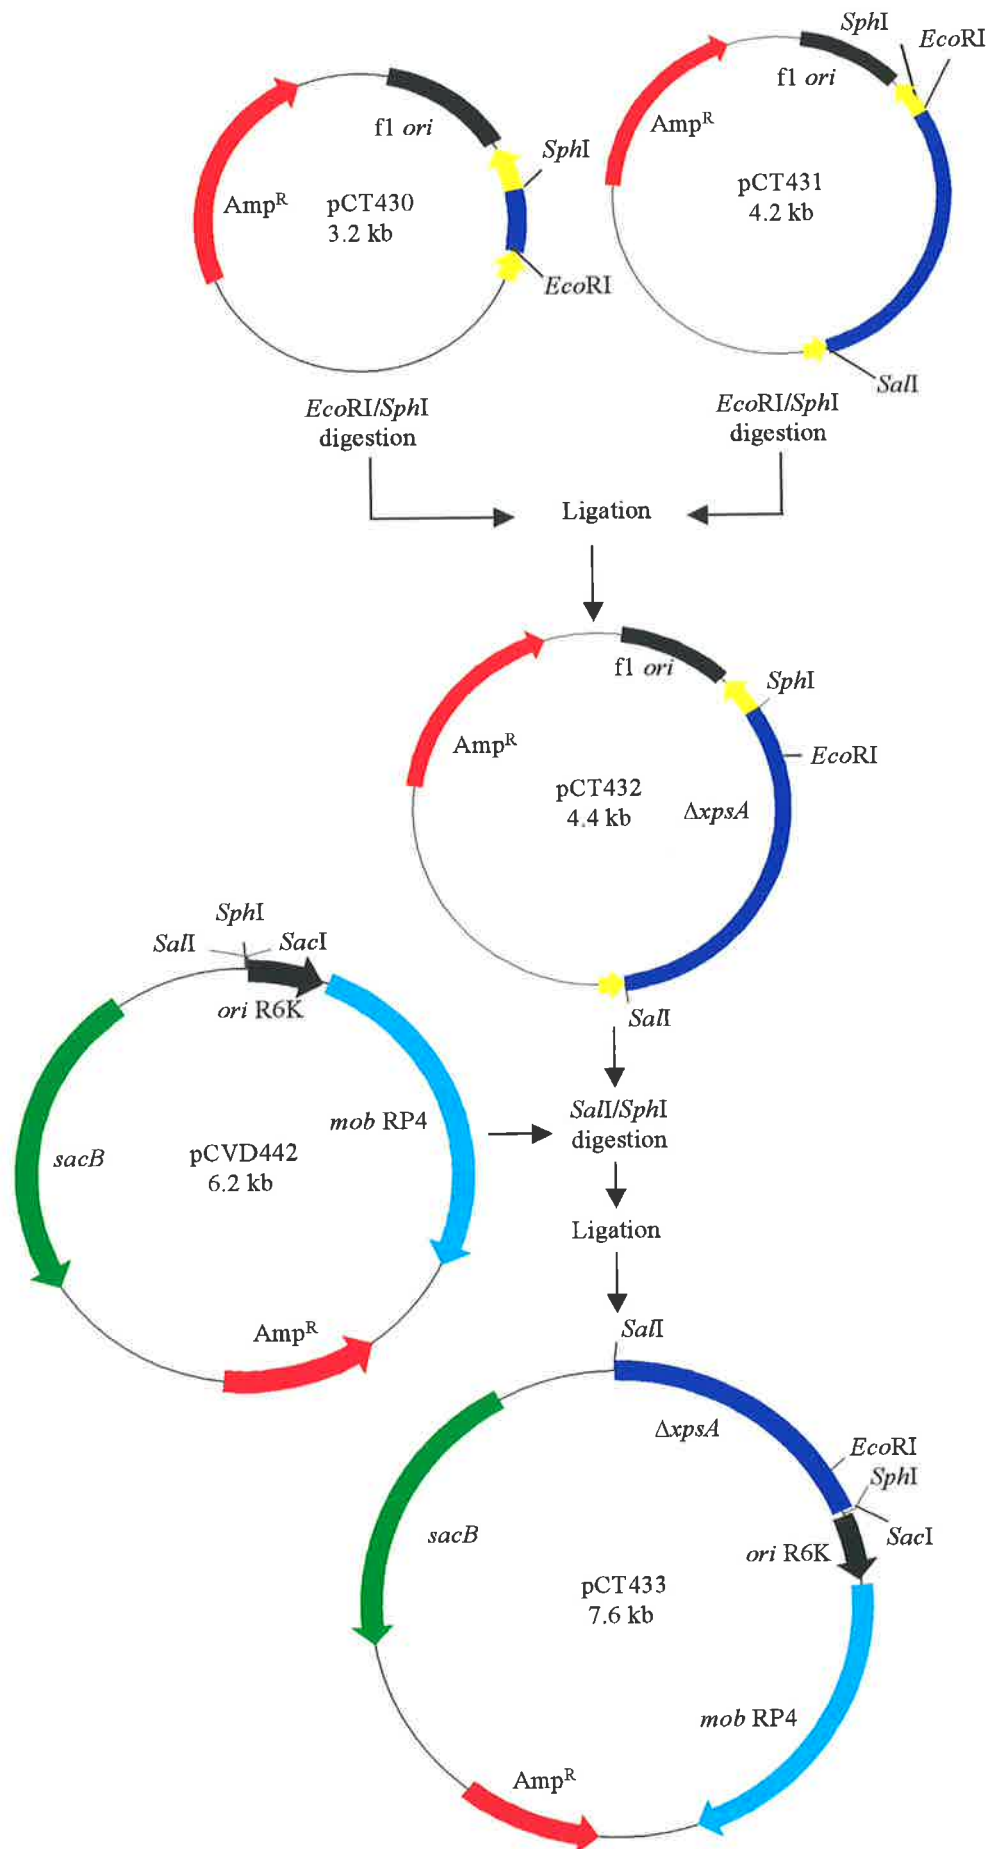 SphI
EcoRI
f1 ori
AmpR
pCT431
4.2 kb
SalI
f1 ori
SphI
AmpR
pCT430
3.2 kb
EcoRI
EcoRI/SphI
digestion
EcoRI/SphI
digestion
Ligation
f1 ori
SphI
AmpR
EcoRI
pCT432
4.4 kb
ΔxpsA
SalI
SphI
SalI
SacI
ori R6K
mob RP4
sacB
pCVD442
6.2 kb
AmpR
SalI/SphI
digestion
Ligation
SalI
ΔxpsA
EcoRI
SphI
SacI
ori R6K
sacB
pCT433
7.6 kb
mob RP4
AmpR